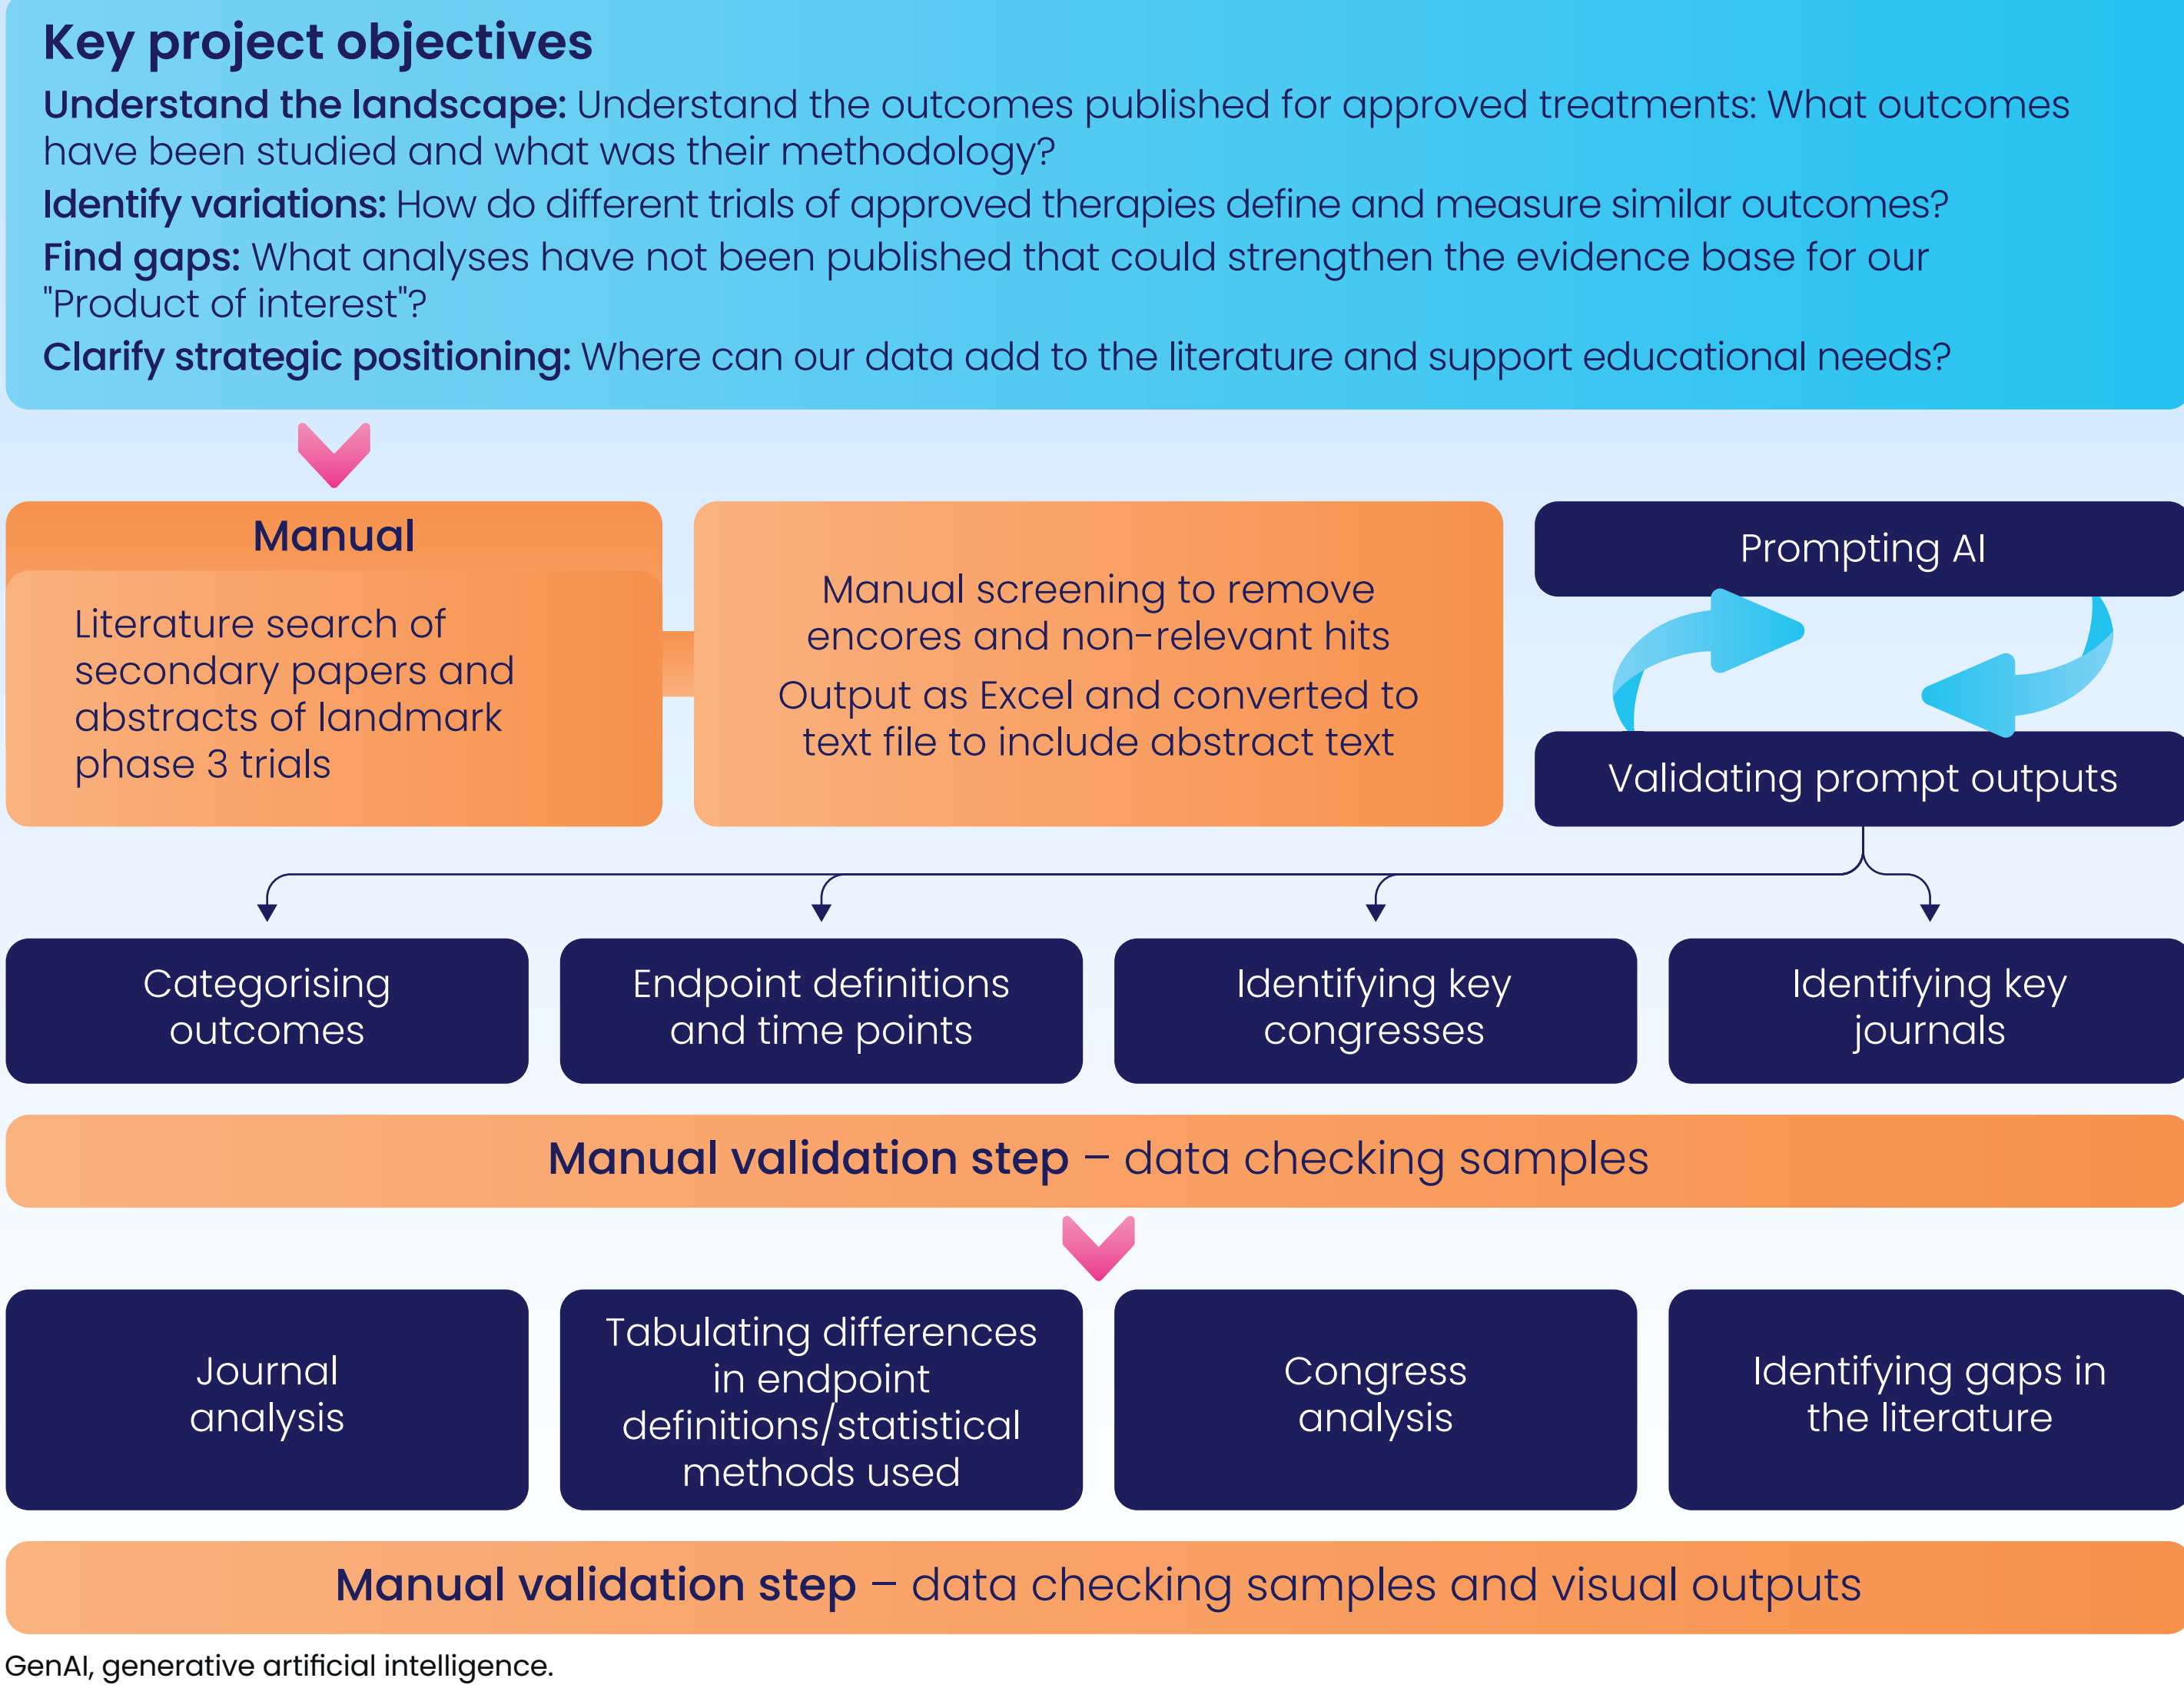 Key project objectives
Understand the landscape: Understand the outcomes published for approved treatments: What outcomes
have been studied and what was their methodology?
Identify variations: How do different trials of approved therapies define and measure similar outcomes?
Find gaps: What analyses have not been published that could strengthen the evidence base for our
"Product of interest"?
Clarify strategic positioning: Where can our data add to the literature and support educational needs?
Manual
Literature search of
secondary papers and
abstracts of landmark
phase 3 trials
Manual screening to remove
encores and non-relevant hits
Output as Excel and converted to
text file to include abstract text
Prompting AI
Validating prompt outputs
Categorising
outcomes
Endpoint definitions
and time points
Identifying key
congresses
Identifying key
journals
Manual validation step – data checking samples
Journal
analysis
Tabulating differences
in endpoint
definitions/statistical
methods used
Congress
analysis
Identifying gaps in
the literature
Manual validation step – data checking samples and visual outputs
GenAI, generative artificial intelligence.